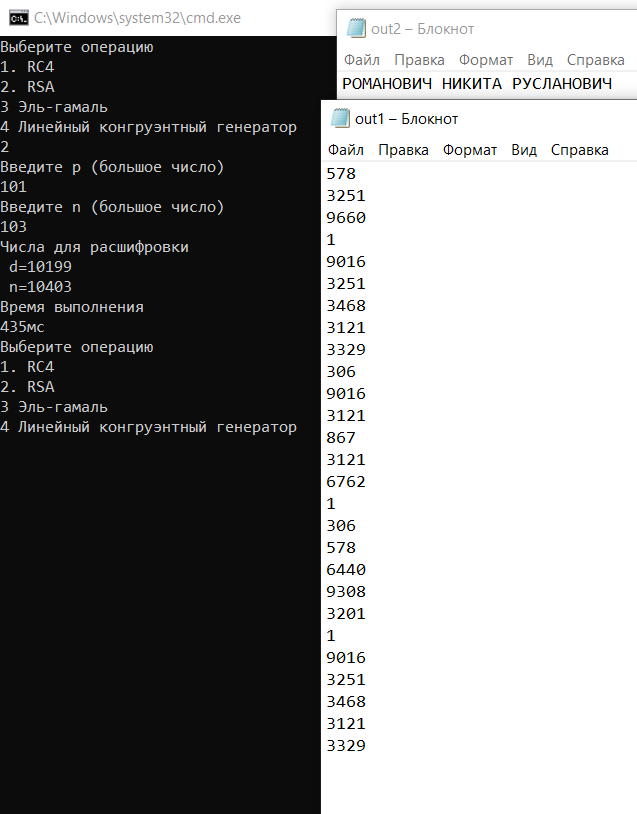 C:\Windows\system32\cmd.exe
Выберите операцию
1. RC4
2. RSA
3 Эль-гамаль
4 Линейный конгруэнтный генератор
2
Введите p (большое число)
101
Введите n (большое число)
103
Числа для расшифровки
d=10199
n=10403
Время выполнения
435мс
Выберите операцию
1. RC4
2. RSA
3 Эль-гамаль
4 Линейный конгруэнтный генератор
out2 – Блокнот
Файл Правка Формат Вид Справка
РОМАНОВИЧ НИКИТА РУСЛАНОВИЧ
out1 – Блокнот
Файл Правка Формат Вид Справка
578
3251
9660
1
9016
3251
3468
3121
3329
306
9016
3121
867
3121
6762
1
306
578
6440
9308
3201
1
9016
3251
3468
3121
3329